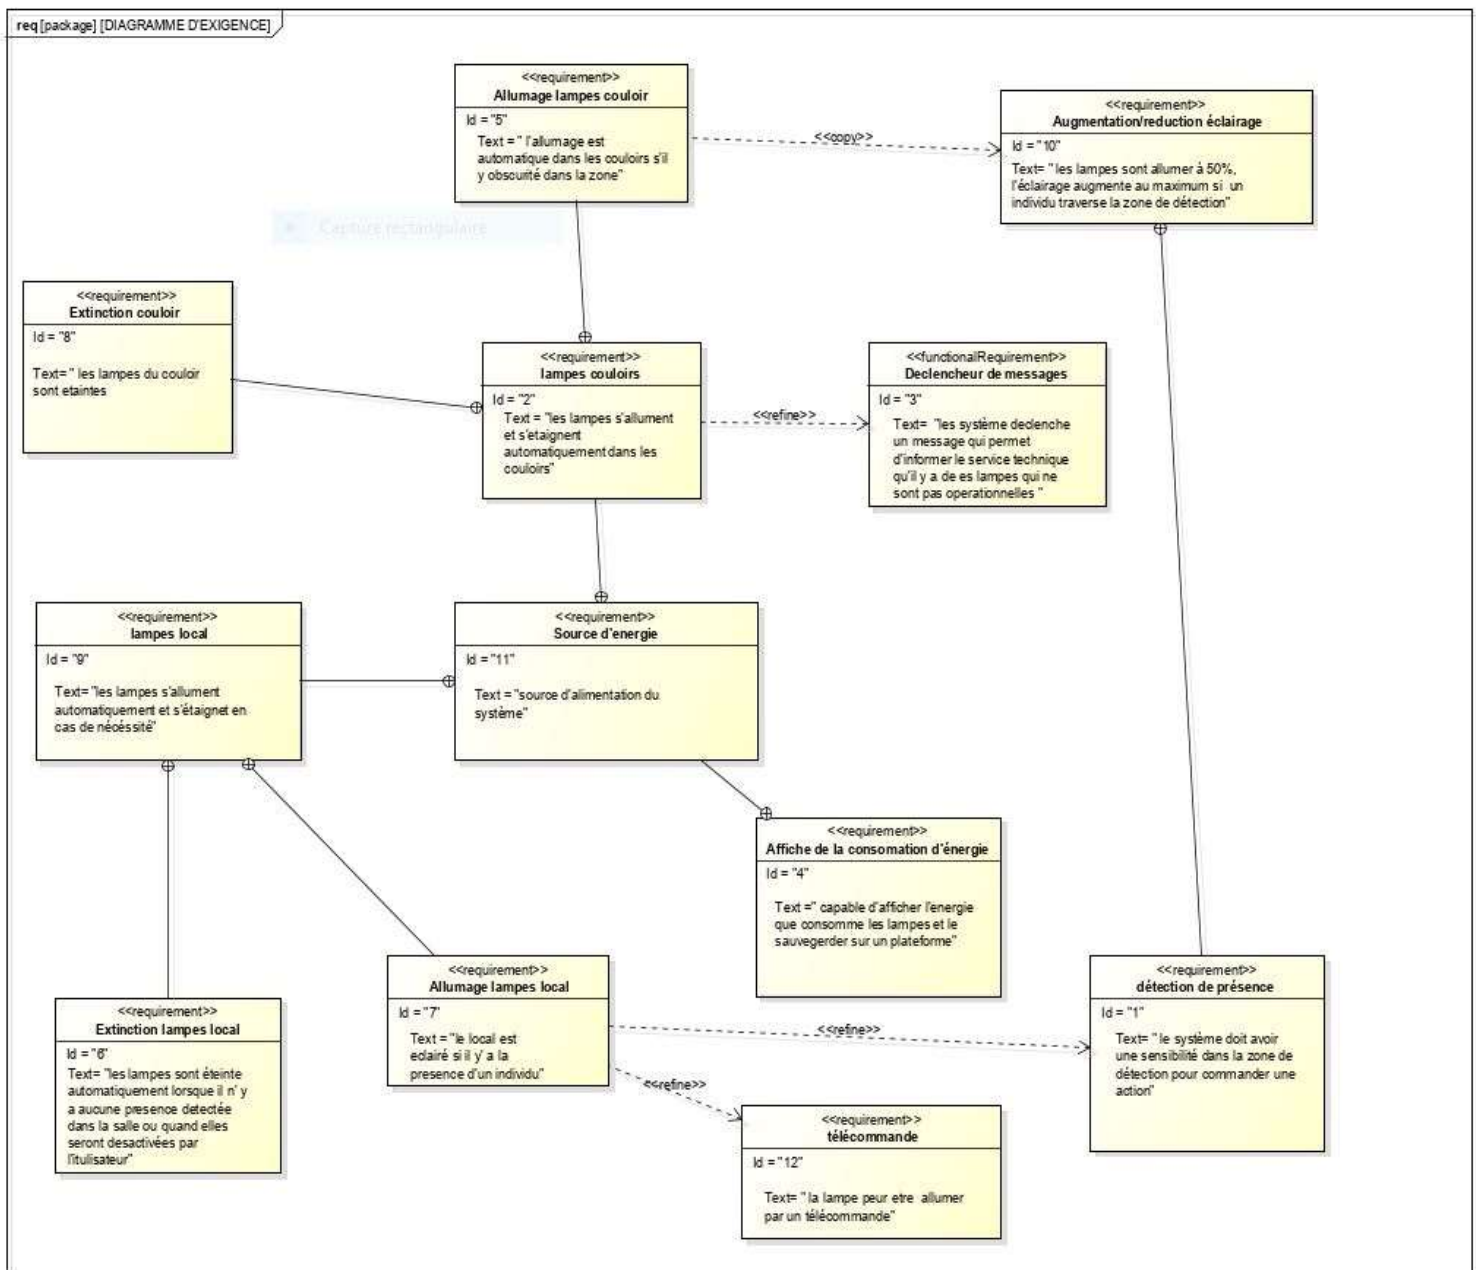 req [package] [DIAGRAMME D'EXIGENCE]
<<requirement>>
Allumage lampes couloir
Id = "5"
Text = " l'allumage est
automatique dans les couloirs s'il
y obscurité dans la zone"
<<copy>>
<<requirement>>
Augmentation/reduction éclairage
Id = "10"
Text= " les lampes sont allumer à 50%,
l'éclairage augmente au maximum si un
individu traverse la zone de détection"
Capture rectangulaire
<<requirement>>
Extinction couloir
Id = "8"
Text= " les lampes du couloir
sont etaintes
<<requirement>>
lampes couloirs
Id = "2"
Text = "les lampes s'allument
et s'etaignent
automatiquement dans les
couloirs"
<<refine>>
<<functionalRequirement>>
Declencheur de messages
Id = "3"
Text= "les système declenche
un message qui permet
d'informer le service technique
qu'il y a de es lampes qui ne
sont pas operationnelles "
<<requirement>>
lampes local
Id = "9"
Text= "les lampes s'allument
automatiquement et s'étaignet en
cas de nécéssité"
<<requirement>>
Source d'energie
Id = "11"
Text = "source d'alimentation du
système"
<<requirement>>
Affiche de la consomation d'énergie
Id = "4"
Text =" capable d'afficher l'energie
que consomme les lampes et le
sauvegerder sur un plateforme"
<<requirement>>
Extinction lampes local
Id = "6"
Text= "les lampes sont éteinte
automatiquement lorsque il n' y
a aucune presence detectée
dans la salle ou quand elles
seront desactivées par
l'itulisateur"
<<requirement>>
Allumage lampes local
Id = "7"
Text = "le local est
eclairé si il y' a la
presence d'un individu"
<<refine>>
<<refine>>
<<requirement>>
télécommande
Id = "12"
Text= " la lampe peur etre allumer
par un télécommande"
<<requirement>>
détection de présence
Id = "1"
Text= " le système doit avoir
une sensibilité dans la zone de
détection pour commander une
action"